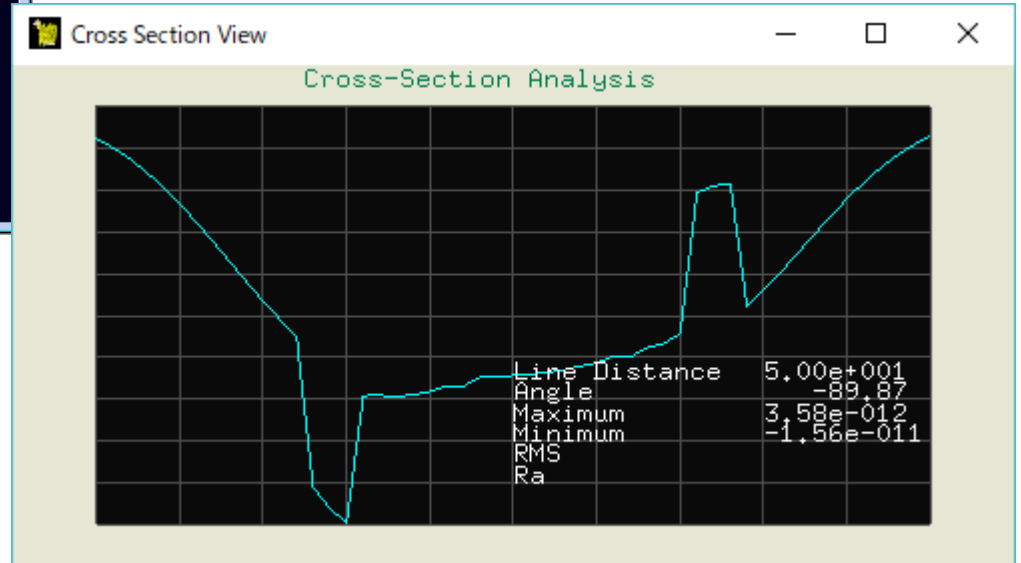 Cross Section View
Cross-Section Analysis
Line Distance 5.00e+001
Angle -89.87
Maximum 3.58e-012
Minimum -1.56e-011
RMS
Ra